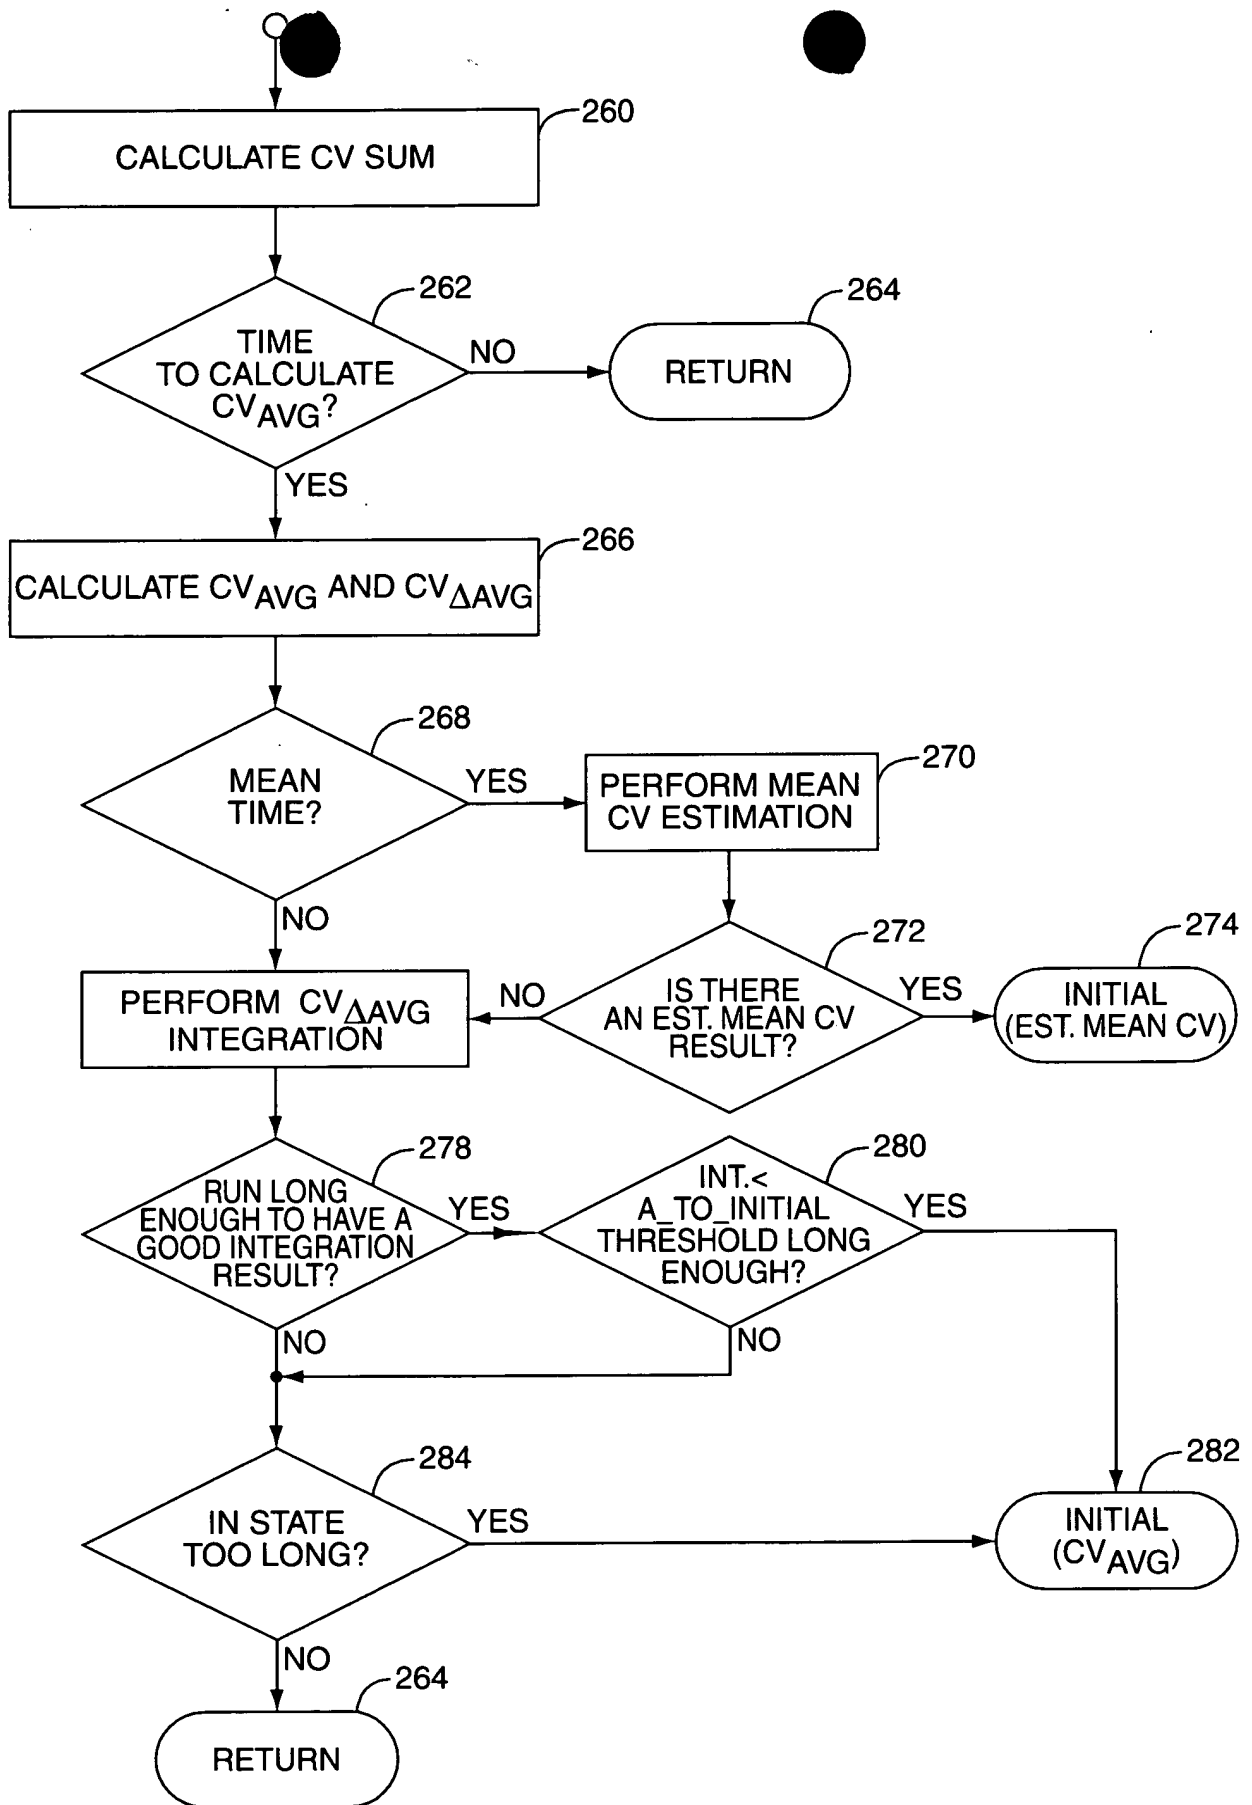 260
CALCULATE CV SUM
262
TIME
TO CALCULATE
CVAVG?
NO
264
RETURN
YES
266
CALCULATE CVAVG AND CVΔAVG
268
MEAN
TIME?
YES
270
PERFORM MEAN
CV ESTIMATION
NO
272
IS THERE
AN EST. MEAN CV
RESULT?
YES
274
INITIAL
(EST. MEAN CV)
NO
PERFORM CVΔAVG
INTEGRATION
278
RUN LONG
ENOUGH TO HAVE A
GOOD INTEGRATION
RESULT?
YES
280
INT.<
A_TO_INITIAL
THRESHOLD LONG
ENOUGH?
YES
NO
NO
284
IN STATE
TOO LONG?
YES
282
INITIAL
(CVAVG)
NO
264
RETURN